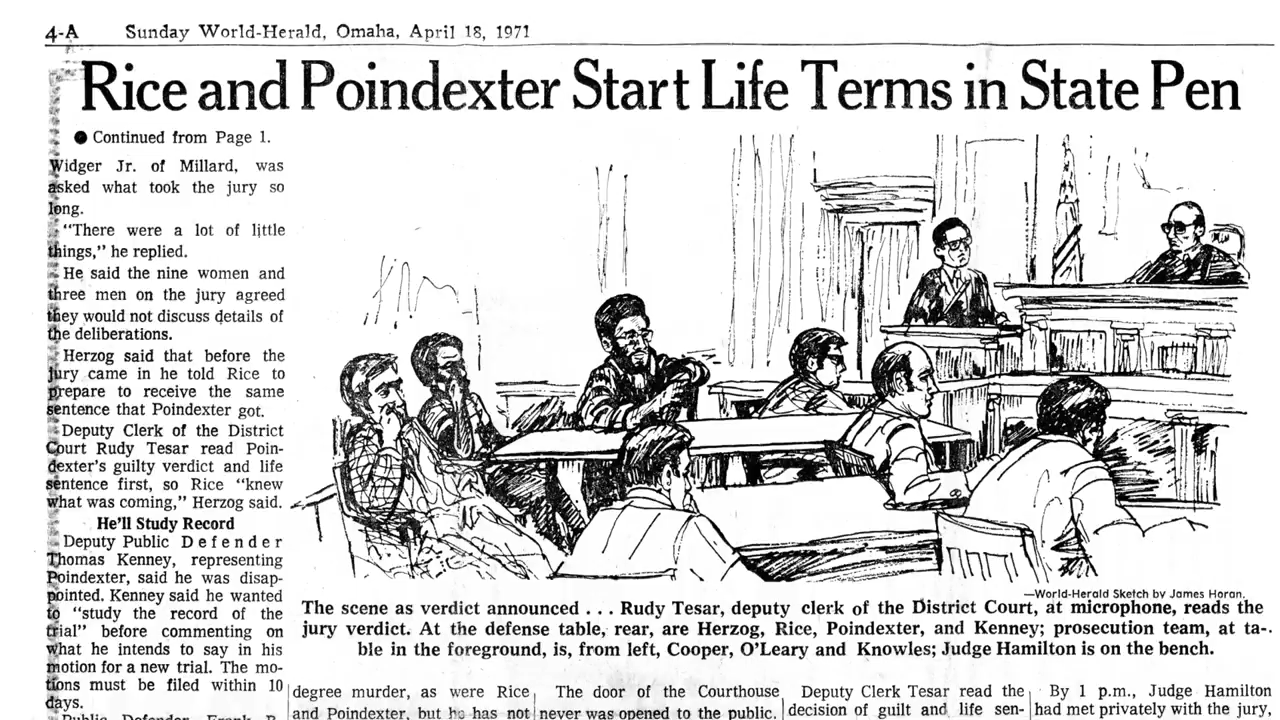 4-A Sunday World-Herald, Omaha, April 18, 1971
Rice and Poindexter Start Life Terms in State Pen
● Continued from Page 1.
Widger Jr. of Millard, was
asked what took the jury so
long.
"There were a lot of little
things," he replied.
He said the nine women and
three men on the jury agreed
they would not discuss details of
the deliberations.
Herzog said that before the
jury came in he told Rice to
prepare to receive the same
sentence that Poindexter got.
Deputy Clerk of the District
Court Rudy Tesar read Poin-
dexter's guilty verdict and life
sentence first, so Rice "knew
what was coming," Herzog said.
He'll Study Record
Deputy Public Defender
Thomas Kenney, representing
Poindexter, said he was disap-
pointed. Kenney said he wanted
to "study the record of the
trial" before commenting on
what he intends to say in his
motion for a new trial. The mo-
tions must be filed within 10
days.
Public Defender Frank B.
—World-Herald Sketch by James Horan.
The scene as verdict announced . . . Rudy Tesar, deputy clerk of the District Court, at microphone, reads the
jury verdict. At the defense table, rear, are Herzog, Rice, Poindexter, and Kenney; prosecution team, at ta-
ble in the foreground, is, from left, Cooper, O'Leary and Knowles; Judge Hamilton is on the bench.
degree murder, as were Rice
and Poindexter, but he has not
The door of the Courthouse
never was opened to the public.
Deputy Clerk Tesar read the
decision of guilt and life sen-
By 1 p.m., Judge Hamilton
had met privately with the jury,